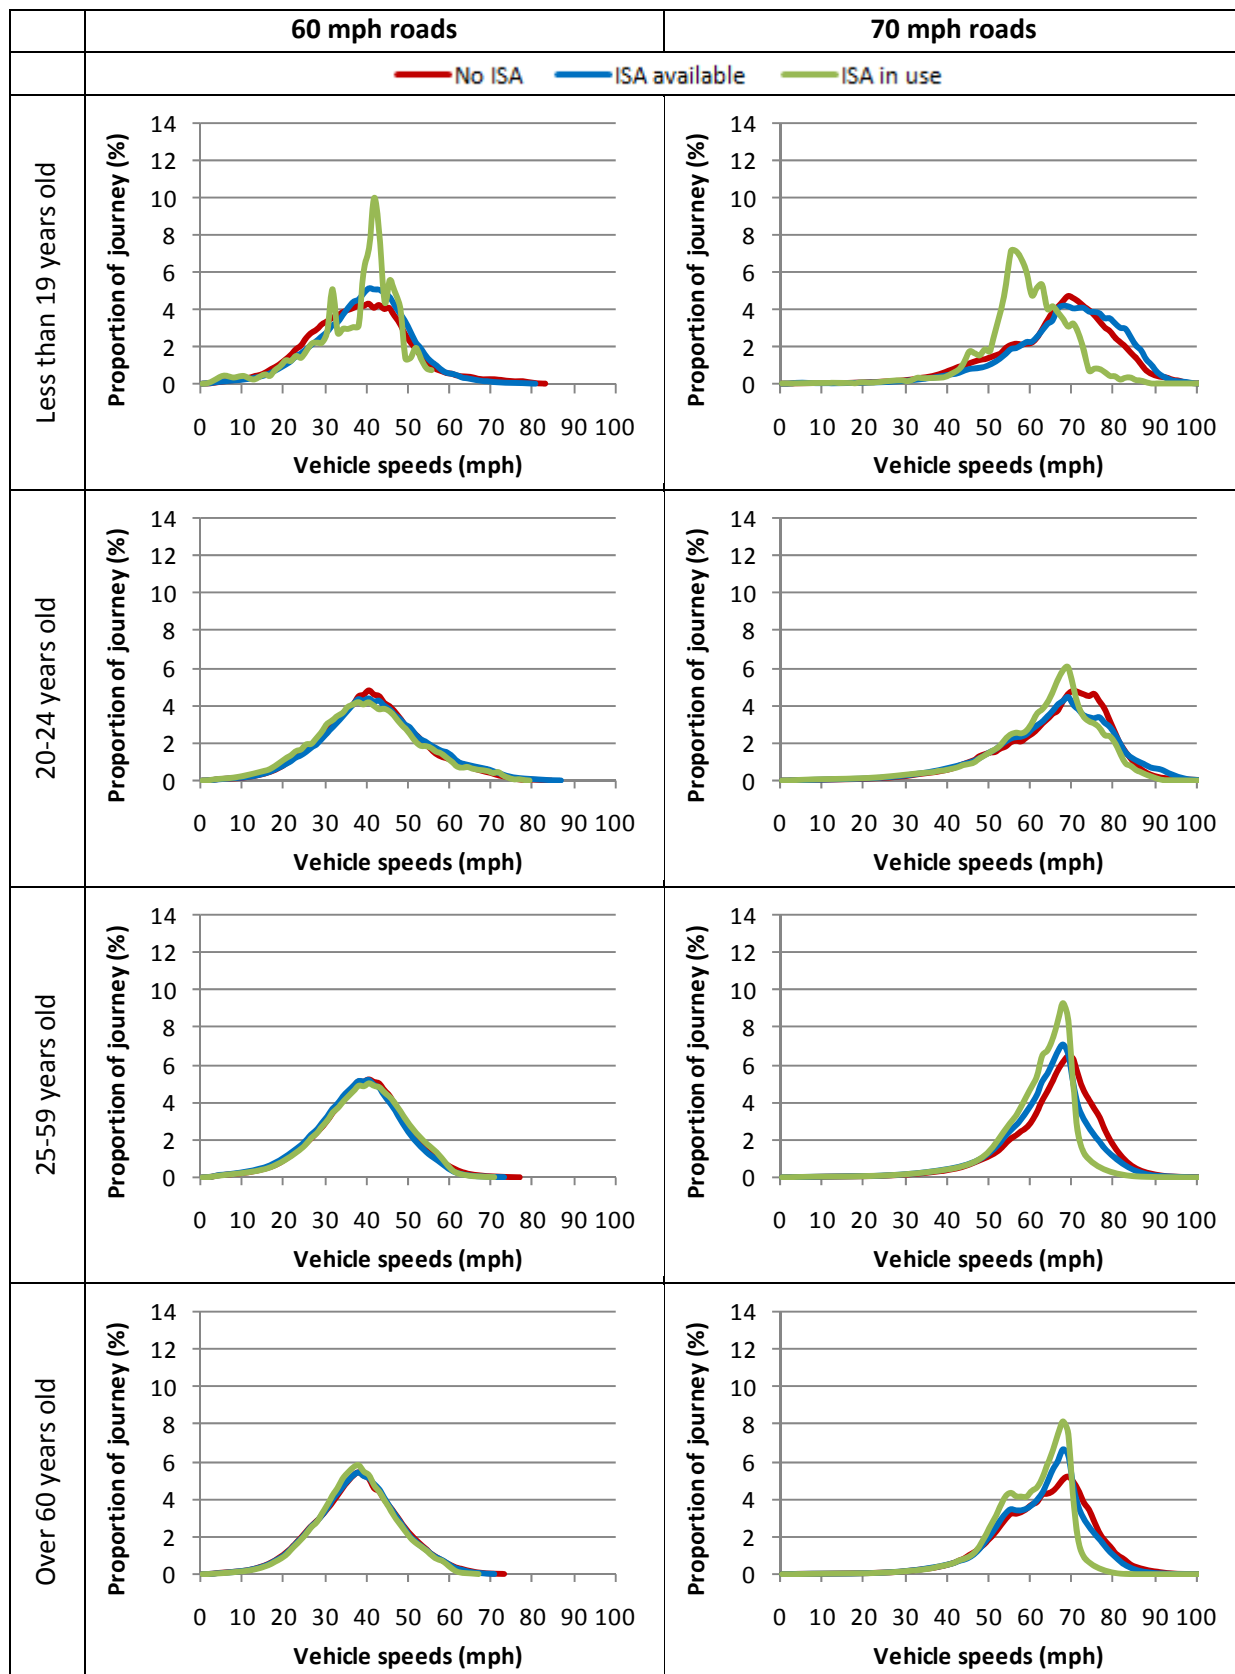 60 mph roads
70 mph roads
No ISA ISA available ISA in use
Less than 19 years old
Proportion of journey (%)
14
12
10
8
6
4
2
0
0 10 20 30 40 50 60 70 80 90 100
Vehicle speeds (mph)
Proportion of journey (%)
14
12
10
8
6
4
2
0
0 10 20 30 40 50 60 70 80 90 100
Vehicle speeds (mph)
20-24 years old
Proportion of journey (%)
14
12
10
8
6
4
2
0
0 10 20 30 40 50 60 70 80 90 100
Vehicle speeds (mph)
Proportion of journey (%)
14
12
10
8
6
4
2
0
0 10 20 30 40 50 60 70 80 90 100
Vehicle speeds (mph)
25-59 years old
Proportion of journey (%)
14
12
10
8
6
4
2
0
0 10 20 30 40 50 60 70 80 90 100
Vehicle speeds (mph)
Proportion of journey (%)
14
12
10
8
6
4
2
0
0 10 20 30 40 50 60 70 80 90 100
Vehicle speeds (mph)
Over 60 years old
Proportion of journey (%)
14
12
10
8
6
4
2
0
0 10 20 30 40 50 60 70 80 90 100
Vehicle speeds (mph)
Proportion of journey (%)
14
12
10
8
6
4
2
0
0 10 20 30 40 50 60 70 80 90 100
Vehicle speeds (mph)